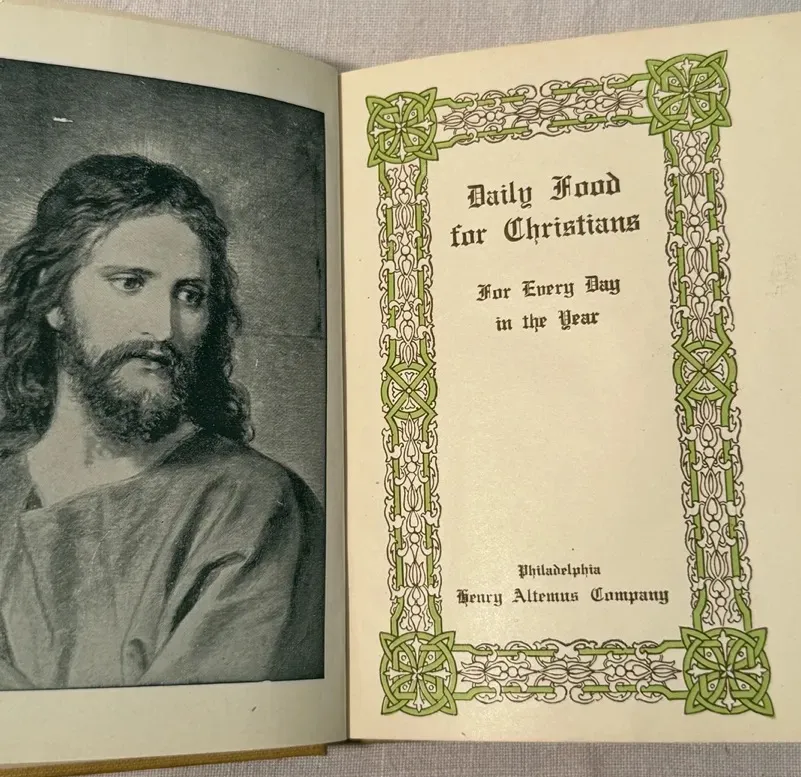 Daily Food
for Christians
For Every Day
in the Year
Philadelphia
Henry Altemus Company